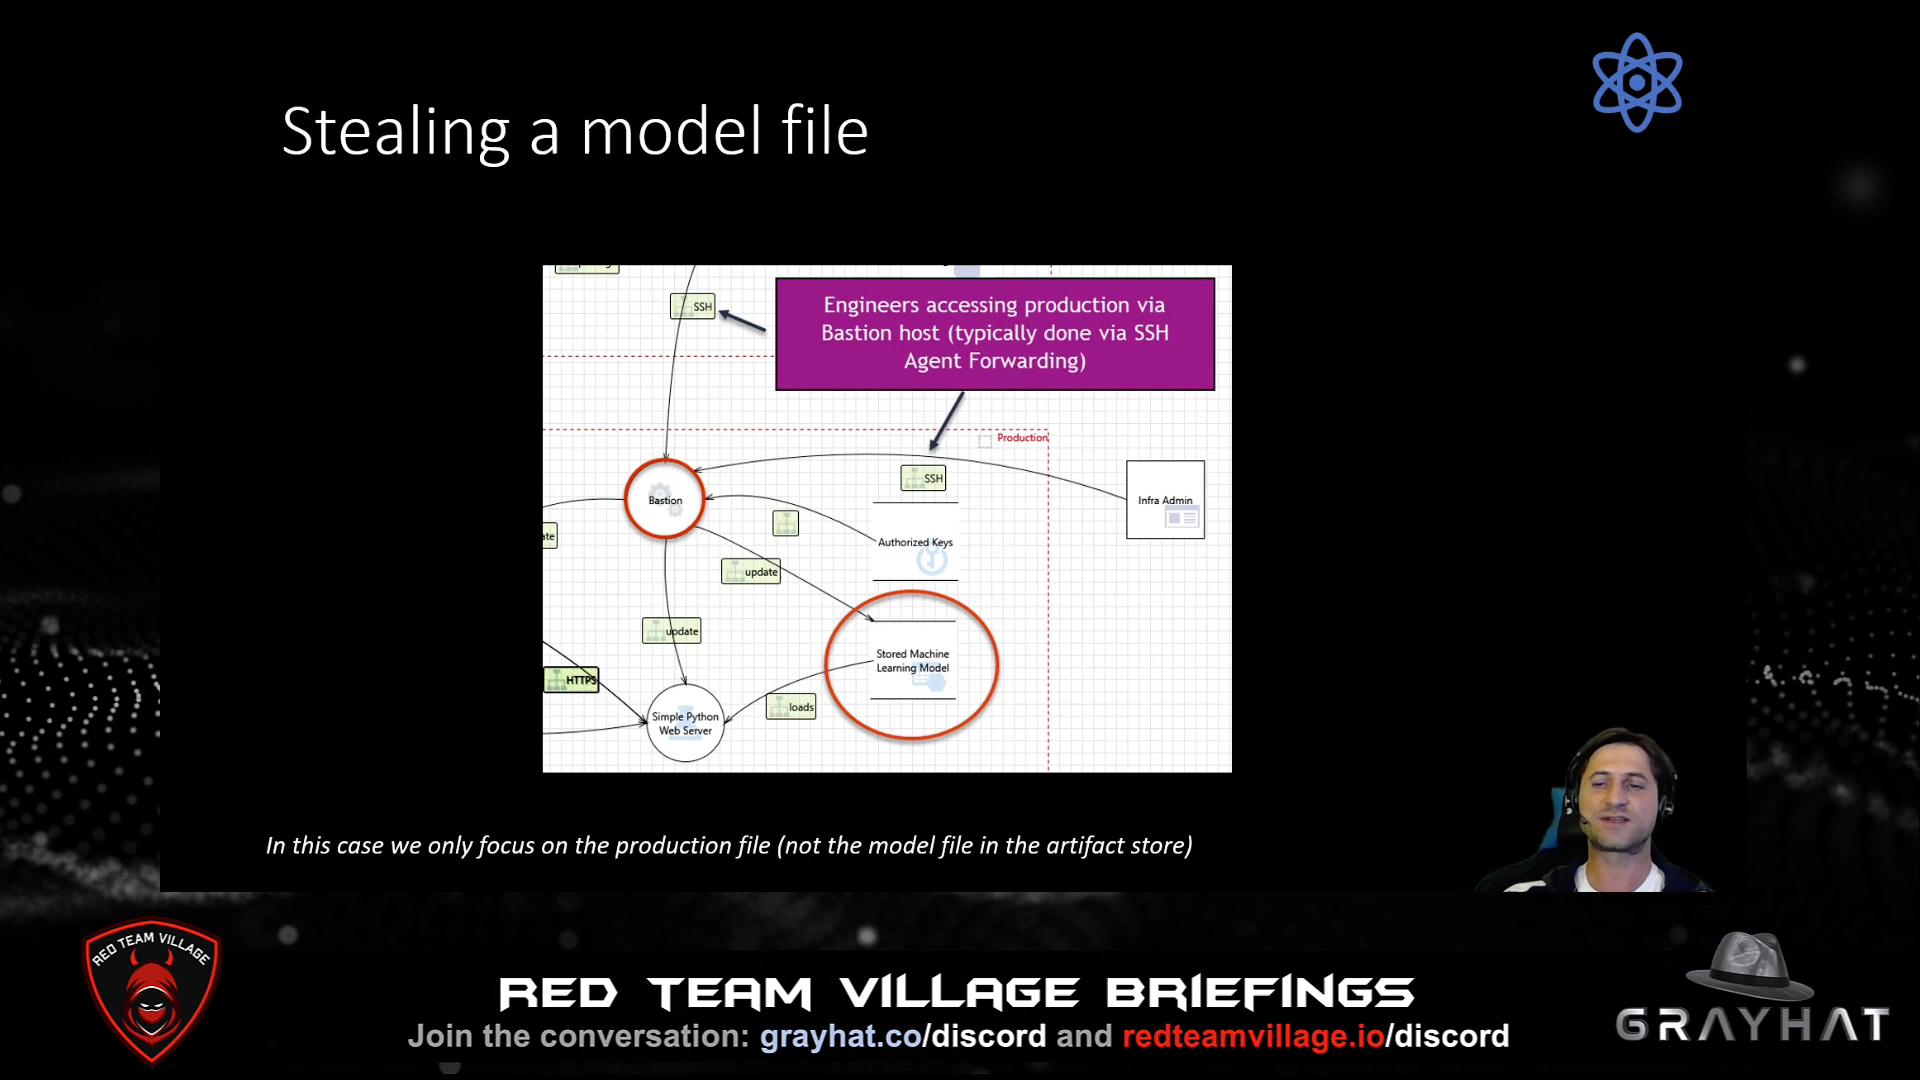 Stealing a model file
SSH
Engineers accessing production via
Bastion host (typically done via SSH
Agent Forwarding)
Production
SSH
Bastion
Infra Admin
Authorized Keys
update
update
Stored Machine
Learning Model
HTTPS
loads
Simple Python
Web Server
In this case we only focus on the production file (not the model file in the artifact store)
RED TEAM VILLAGE
RED TEAM VILLAGE BRIEFINGS
Join the conversation: grayhat.co/discord and redteamvillage.io/discord
GRAYHAT